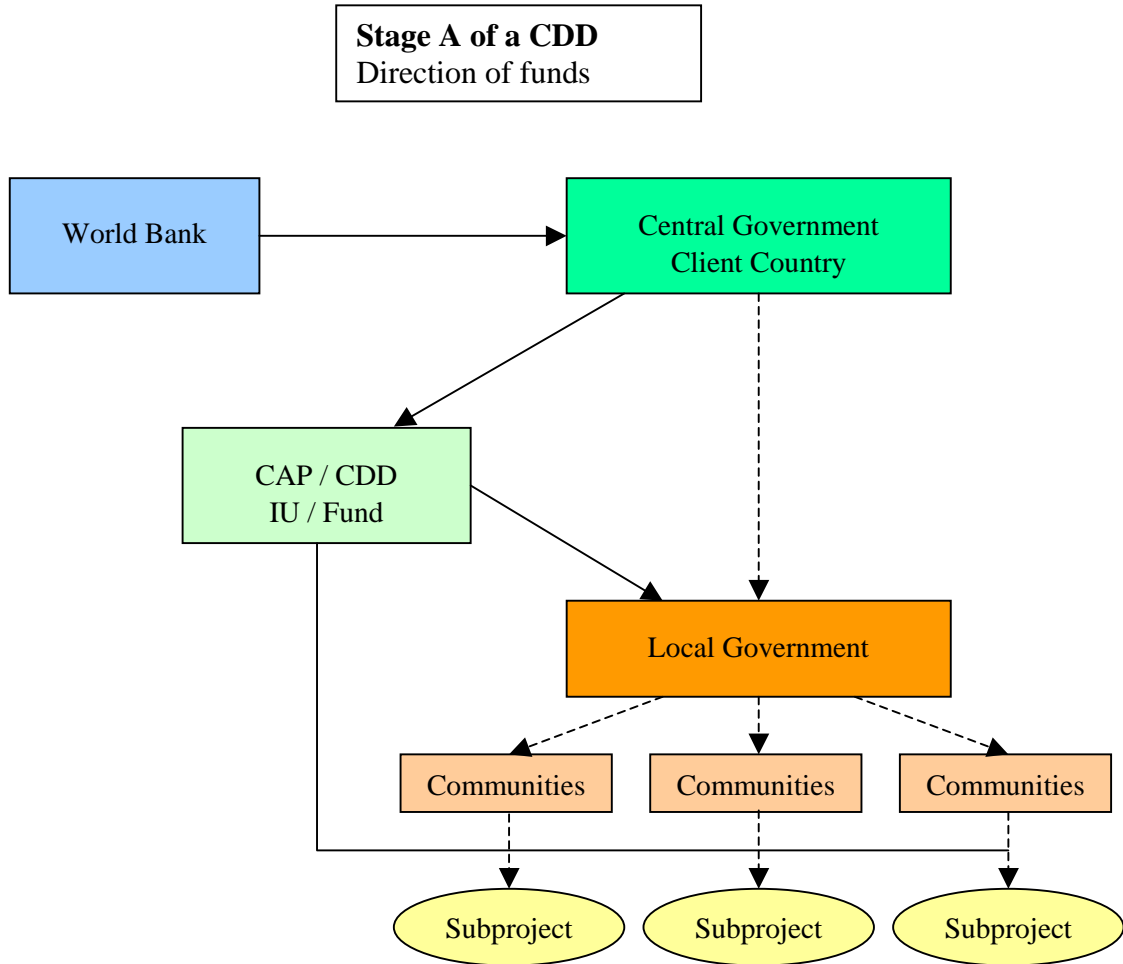 Stage A of a CDD
Direction of funds
World Bank
Central Government
Client Country
CAP / CDD
IU / Fund
Local Government
Communities
Communities
Communities
Subproject
Subproject
Subproject